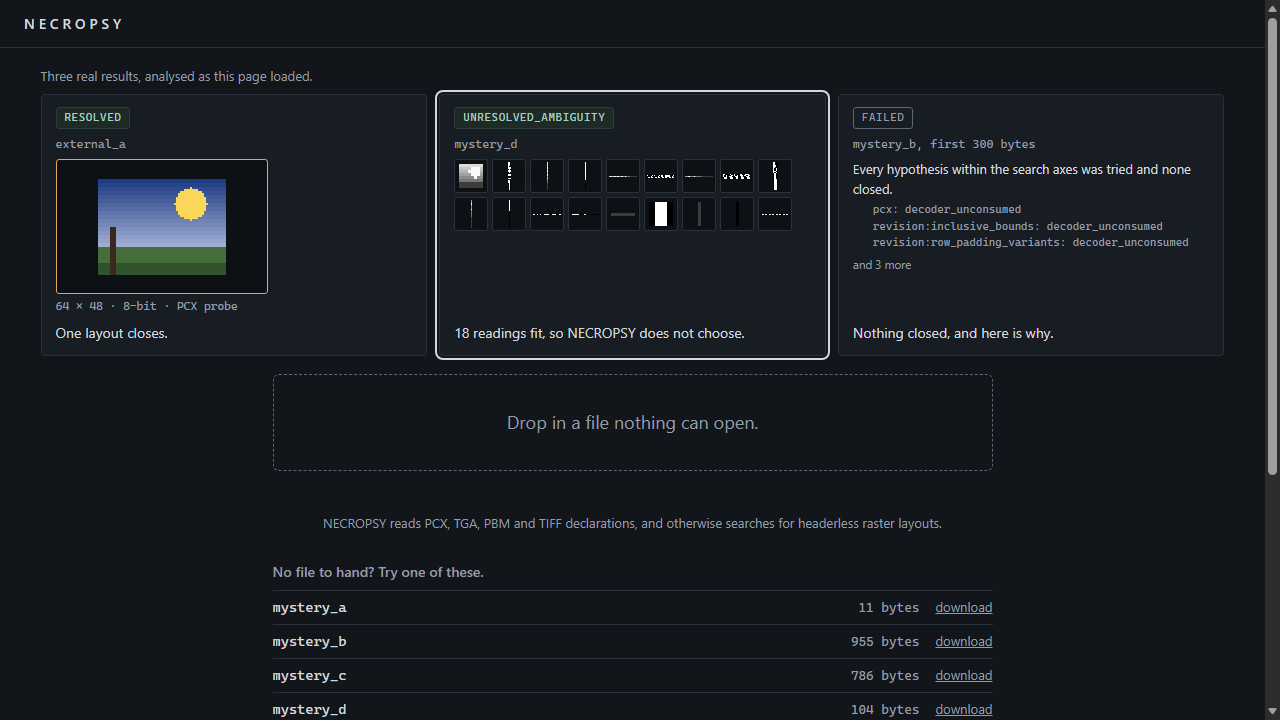 NECROPSY
Three real results, analysed as this page loaded.
RESOLVED
external_a
64 × 48 · 8-bit · PCX probe
One layout closes.
UNRESOLVED_AMBIGUITY
mystery_d
18 readings fit, so NECROPSY does not choose.
FAILED
mystery_b, first 300 bytes
Every hypothesis within the search axes was tried and none
closed.
pcx: decoder_unconsumed
revision:inclusive_bounds: decoder_unconsumed
revision:row_padding_variants: decoder_unconsumed
and 3 more
Nothing closed, and here is why.
Drop in a file nothing can open.
NECROPSY reads PCX, TGA, PBM and TIFF declarations, and otherwise searches for headerless raster layouts.
No file to hand? Try one of these.
mystery_a 11 bytes download
mystery_b 955 bytes download
mystery_c 786 bytes download
mystery_d 104 bytes download